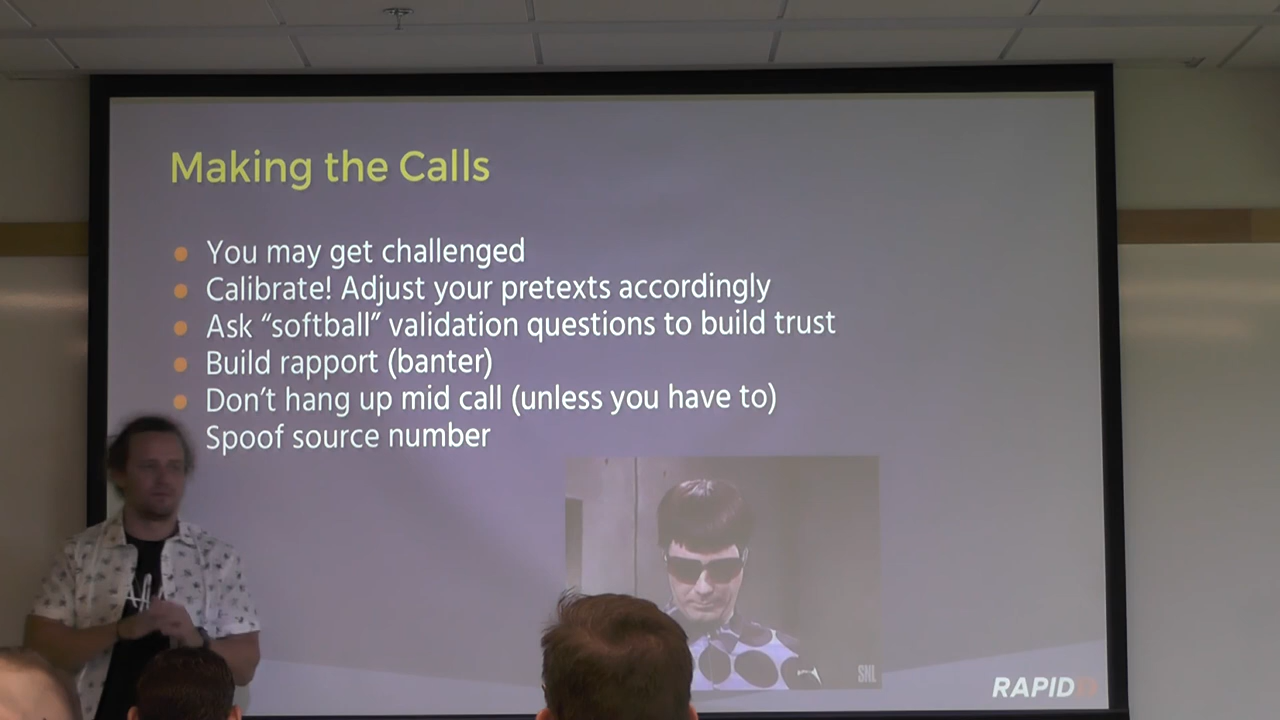 Making the Calls
You may get challenged
Calibrate! Adjust your pretexts accordingly
Ask “softball” validation questions to build trust
Build rapport (banter)
Don't hang up mid call (unless you have to)
Spoof source number
SNL
RAPID